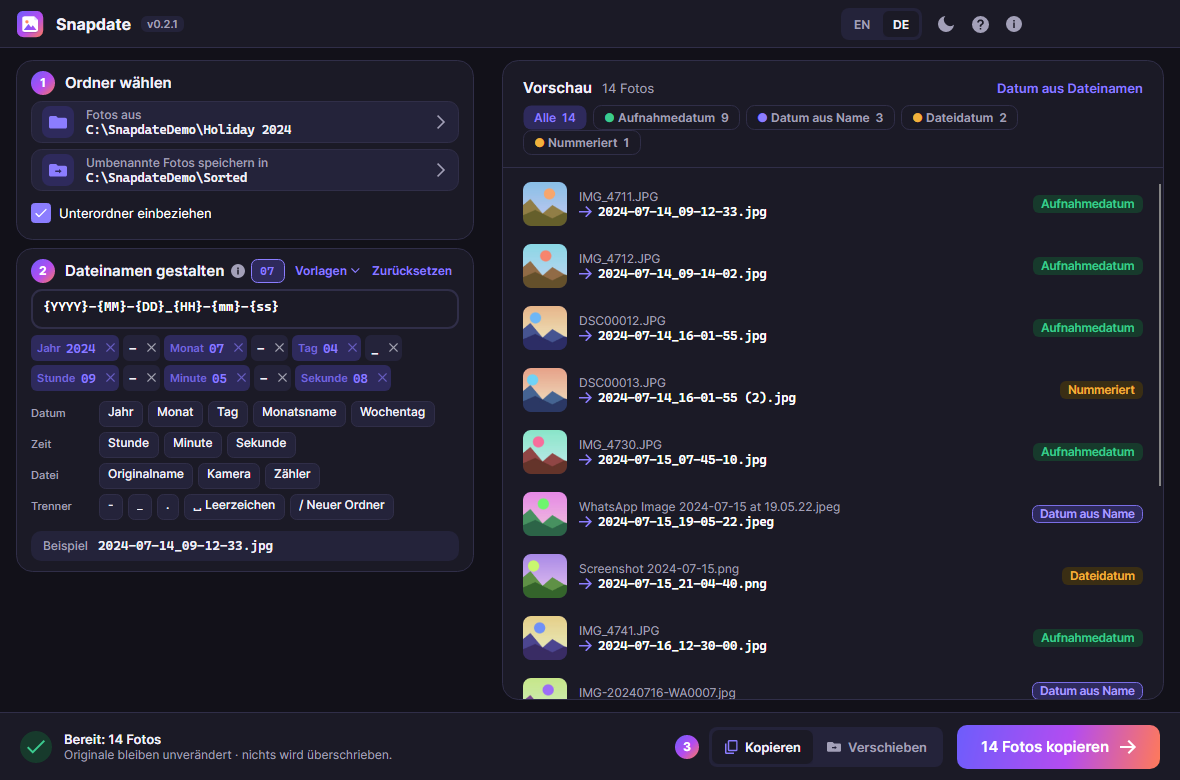 Snapdate v0.2.1
EN DE
1 Ordner wählen
Fotos aus
C:\SnapdateDemo\Holiday 2024
Umbenannte Fotos speichern in
C:\SnapdateDemo\Sorted
Unterordner einbeziehen
2 Dateinamen gestalten 07 Vorlagen Zurücksetzen
{YYYY}-{MM}-{DD}_{HH}-{mm}-{ss}
Jahr 2024 × - × Monat 07 × - × Tag 04 × _ ×
Stunde 09 × - × Minute 05 × - × Sekunde 08 ×
Datum Jahr Monat Tag Monatsname Wochentag
Zeit Stunde Minute Sekunde
Datei Originalname Kamera Zähler
Trenner - _ . ␣ Leerzeichen / Neuer Ordner
Beispiel 2024-07-14_09-12-33.jpg
Vorschau 14 Fotos Datum aus Dateinamen
Alle 14 Aufnahmedatum 9 Datum aus Name 3 Dateidatum 2
Nummeriert 1
IMG_4711.JPG
→ 2024-07-14_09-12-33.jpg Aufnahmedatum
IMG_4712.JPG
→ 2024-07-14_09-14-02.jpg Aufnahmedatum
DSC00012.JPG
→ 2024-07-14_16-01-55.jpg Aufnahmedatum
DSC00013.JPG
→ 2024-07-14_16-01-55 (2).jpg Nummeriert
IMG_4730.JPG
→ 2024-07-15_07-45-10.jpg Aufnahmedatum
WhatsApp Image 2024-07-15 at 19.05.22.jpeg
→ 2024-07-15_19-05-22.jpeg Datum aus Name
Screenshot 2024-07-15.png
→ 2024-07-15_21-04-40.png Dateidatum
IMG_4741.JPG
→ 2024-07-16_12-30-00.jpg Aufnahmedatum
IMG-20240716-WA0007.jpg Datum aus Name
Bereit: 14 Fotos
Originale bleiben unverändert · nichts wird überschrieben.
3 Kopieren Verschieben 14 Fotos kopieren →